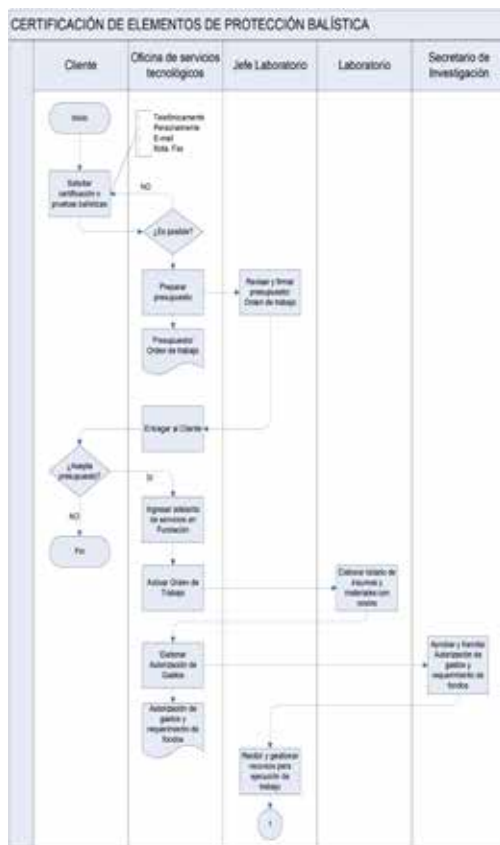 CERTIFICACIÓN DE ELEMENTOS DE PROTECCIÓN BALÍSTICA
Cliente
Oficina de servicios
tecnológicos
Jefe Laboratorio
Laboratorio
Secretario de
Investigación
Inicio
Telefónicamente
Personalmente
E-mail
Nota, Fax
Solicitar
certificación o
pruebas balísticas
NO
¿Es posible?
Preparar
presupuesto
Revisar y firmar
presupuesto
Orden de trabajo
Presupuesto
Orden de trabajo
Entregar al Cliente
¿Acepta
presupuesto?
SI
NO
Ingresar adelanto
de servicios en
Fundación
Fin
Activar Orden de
Trabajo
Elaborar listado de
insumos y
materiales con
costos
Elaborar
Autorización de
Gastos
Aprobar y tramitar
Autorización de
gastos y
requerimiento de
fondos
Autorización de
gastos y
requerimiento de
fondos
Recibir y gestionar
recursos para
ejecución de
trabajo
1